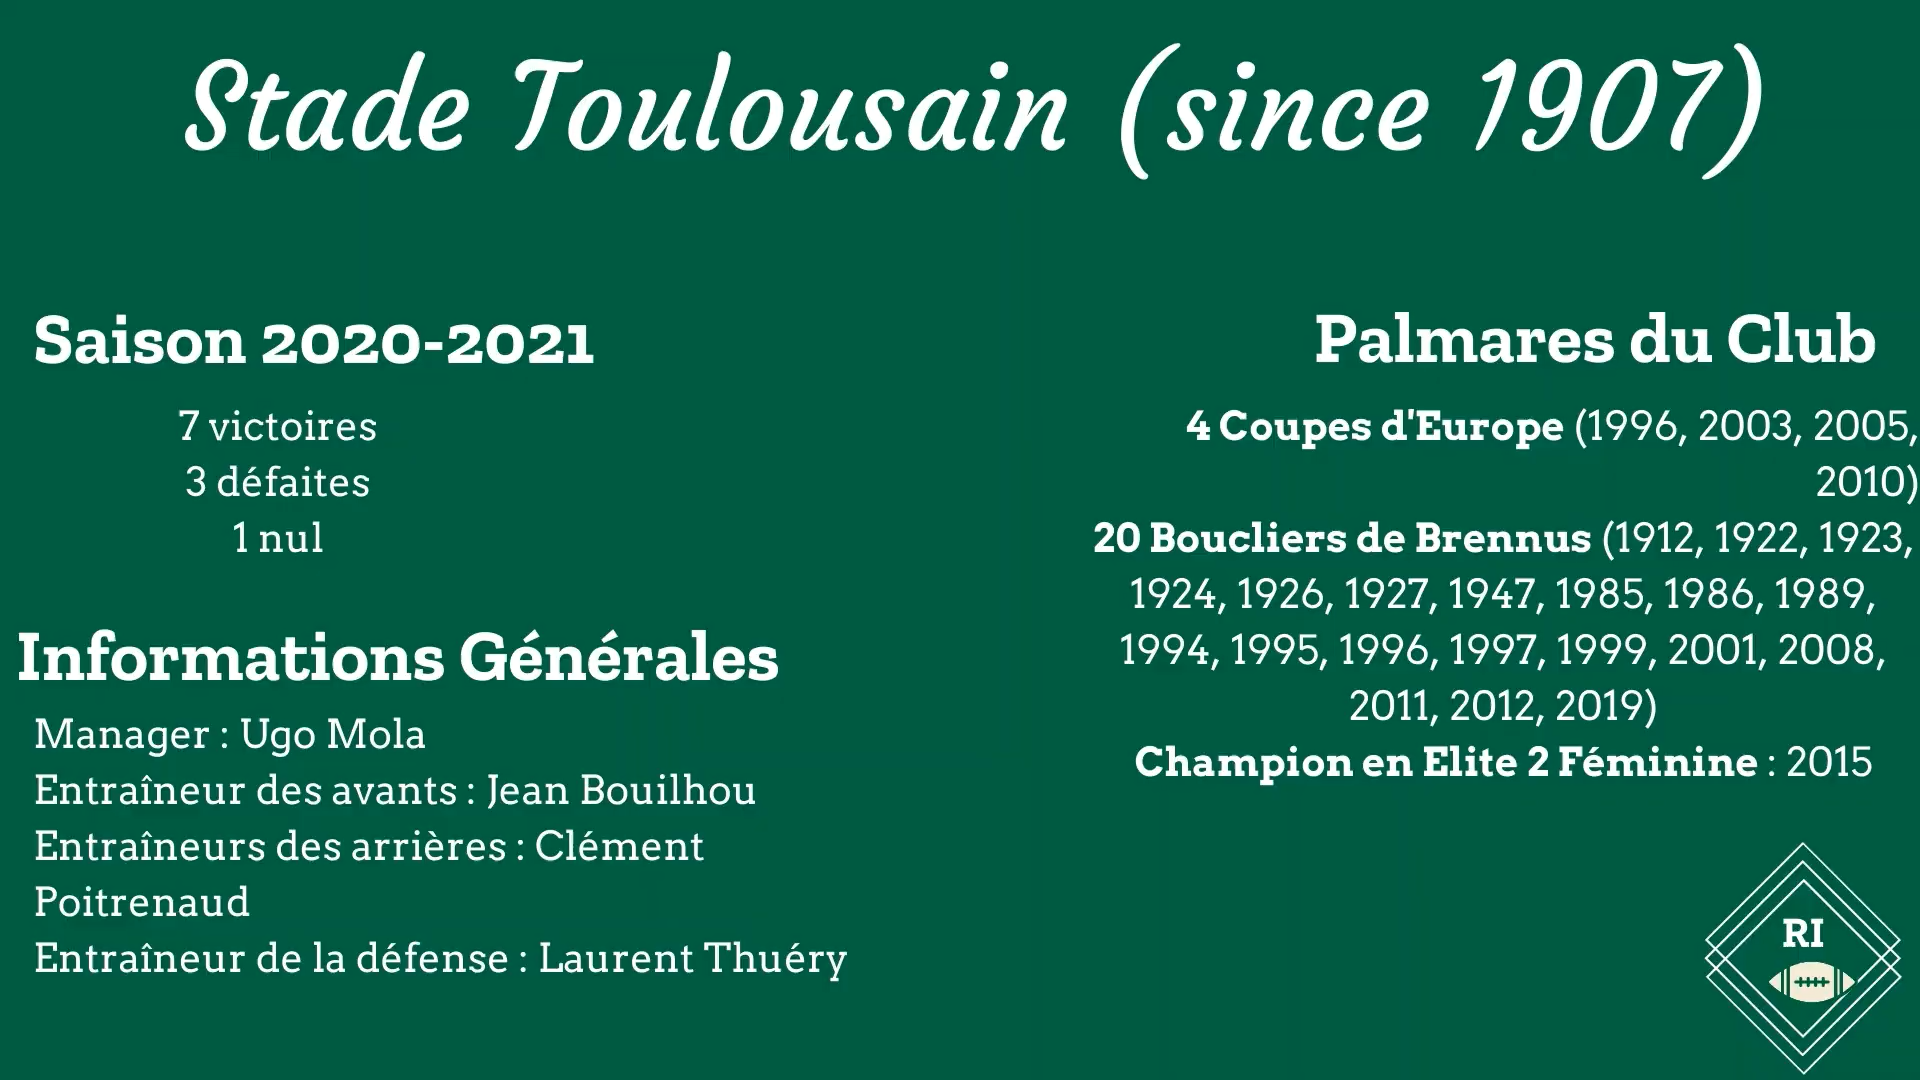 Stade Toulousain (since 1907)
Saison 2020-2021
7 victoires
3 défaites
1 nul
Informations Générales
Manager : Ugo Mola
Entraîneur des avants : Jean Bouilhou
Entraîneurs des arrières : Clément
Poitrenaud
Entraîneur de la défense : Laurent Thuéry
Palmares du Club
4 Coupes d'Europe (1996, 2003, 2005,
2010)
20 Boucliers de Brennus (1912, 1922, 1923,
1924, 1926, 1927, 1947, 1985, 1986, 1989,
1994, 1995, 1996, 1997, 1999, 2001, 2008,
2011, 2012, 2019)
Champion en Elite 2 Féminine : 2015
RI